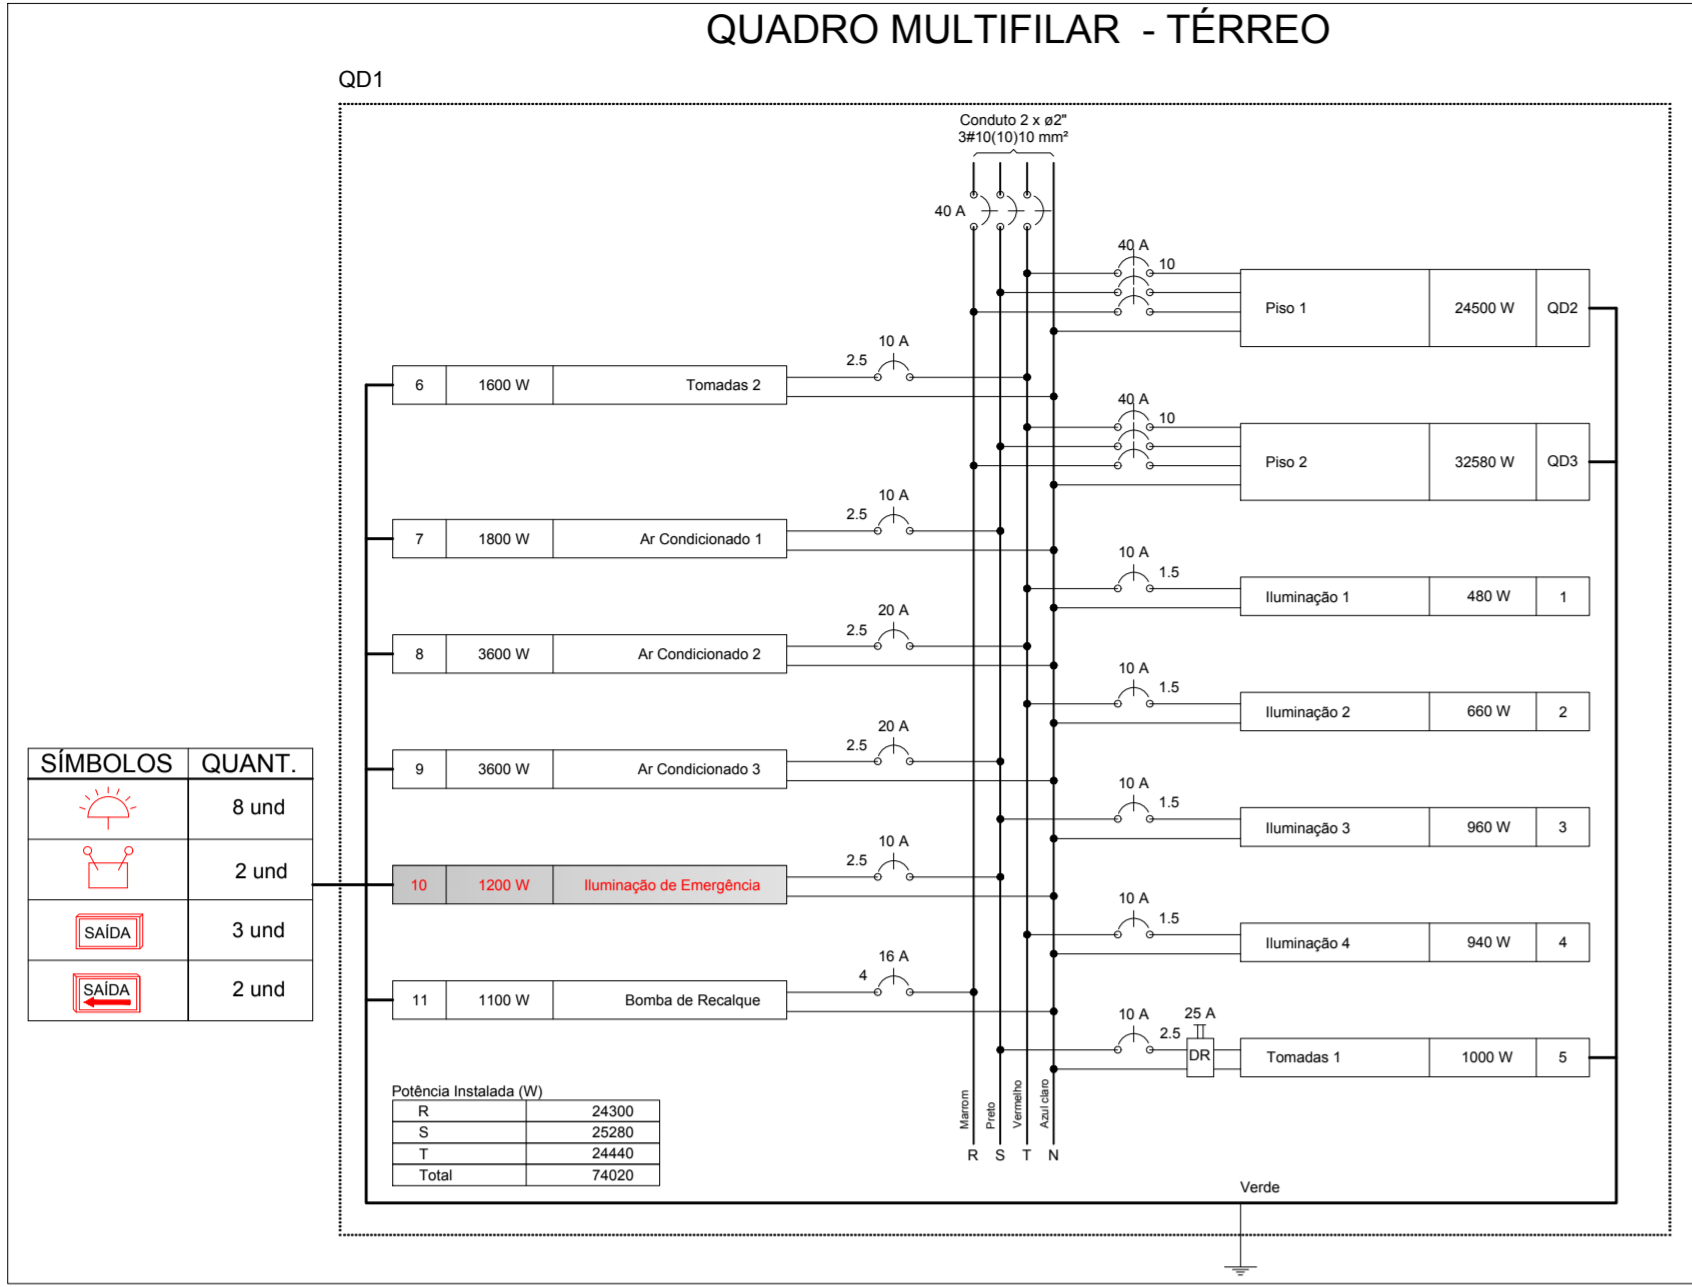 QUADRO MULTIFILAR - TÉRREO
QD1
Conduto 2 x ø2"
3#10(10)10 mm²
40 A
40 A
10
Piso 1 24500 W QD2
10 A
2.5
6 1600 W Tomadas 2
40 A
10
Piso 2 32580 W QD3
10 A
2.5
7 1800 W Ar Condicionado 1
10 A
1.5
Iluminação 1 480 W 1
20 A
2.5
8 3600 W Ar Condicionado 2
10 A
1.5
Iluminação 2 660 W 2
20 A
2.5
9 3600 W Ar Condicionado 3
10 A
1.5
Iluminação 3 960 W 3
10 A
2.5
10 1200 W Iluminação de Emergência
10 A
1.5
Iluminação 4 940 W 4
16 A
4
11 1100 W Bomba de Recalque
10 A
2.5
25 A
DR
Tomadas 1 1000 W 5
SÍMBOLOS QUANT.
8 und
2 und
SAÍDA 3 und
SAÍDA 2 und
Potência Instalada (W)
R 24300
S 25280
T 24440
Total 74020
Marrom
Preto
Vermelho
Azul claro
R S T N
Verde